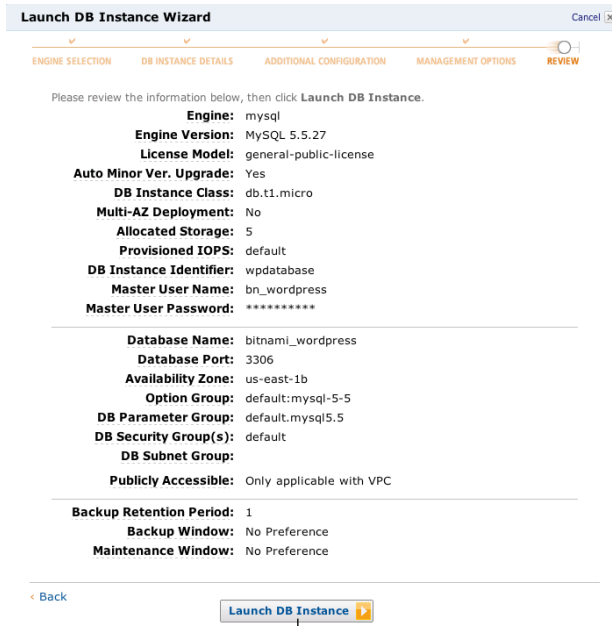 Launch DB Instance Wizard
Cancel x
ENGINE SELECTION DB INSTANCE DETAILS ADDITIONAL CONFIGURATION MANAGEMENT OPTIONS REVIEW
Please review the information below, then click Launch DB Instance.
Engine: mysql
Engine Version: MySQL 5.5.27
License Model: general-public-license
Auto Minor Ver. Upgrade: Yes
DB Instance Class: db.t1.micro
Multi-AZ Deployment: No
Allocated Storage: 5
Provisioned IOPS: default
DB Instance Identifier: wpdatabase
Master User Name: bn_wordpress
Master User Password: **********
Database Name: bitnami_wordpress
Database Port: 3306
Availability Zone: us-east-1b
Option Group: default:mysql-5-5
DB Parameter Group: default.mysql5.5
DB Security Group(s): default
DB Subnet Group:
Publicly Accessible: Only applicable with VPC
Backup Retention Period: 1
Backup Window: No Preference
Maintenance Window: No Preference
‹ Back
Launch DB Instance